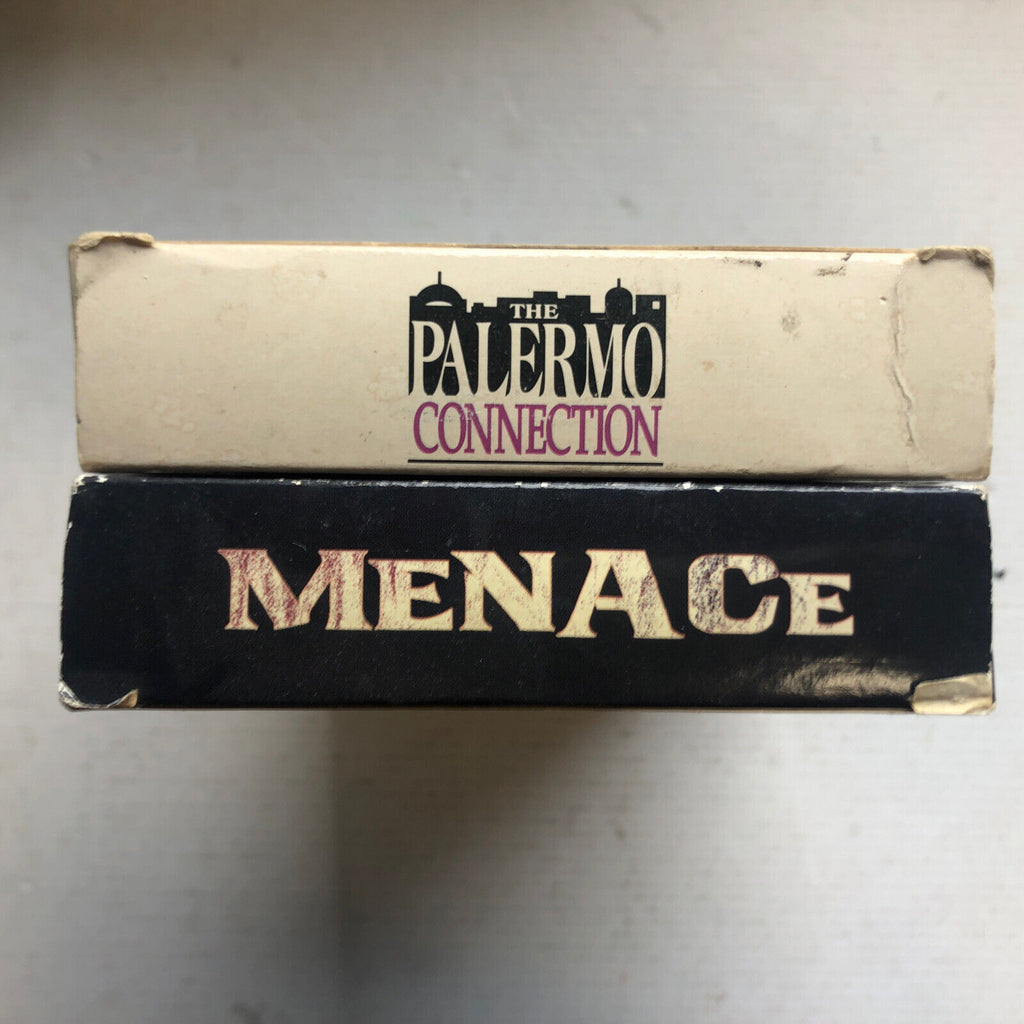 THE
PALERMO
CONNECTION
MENACE